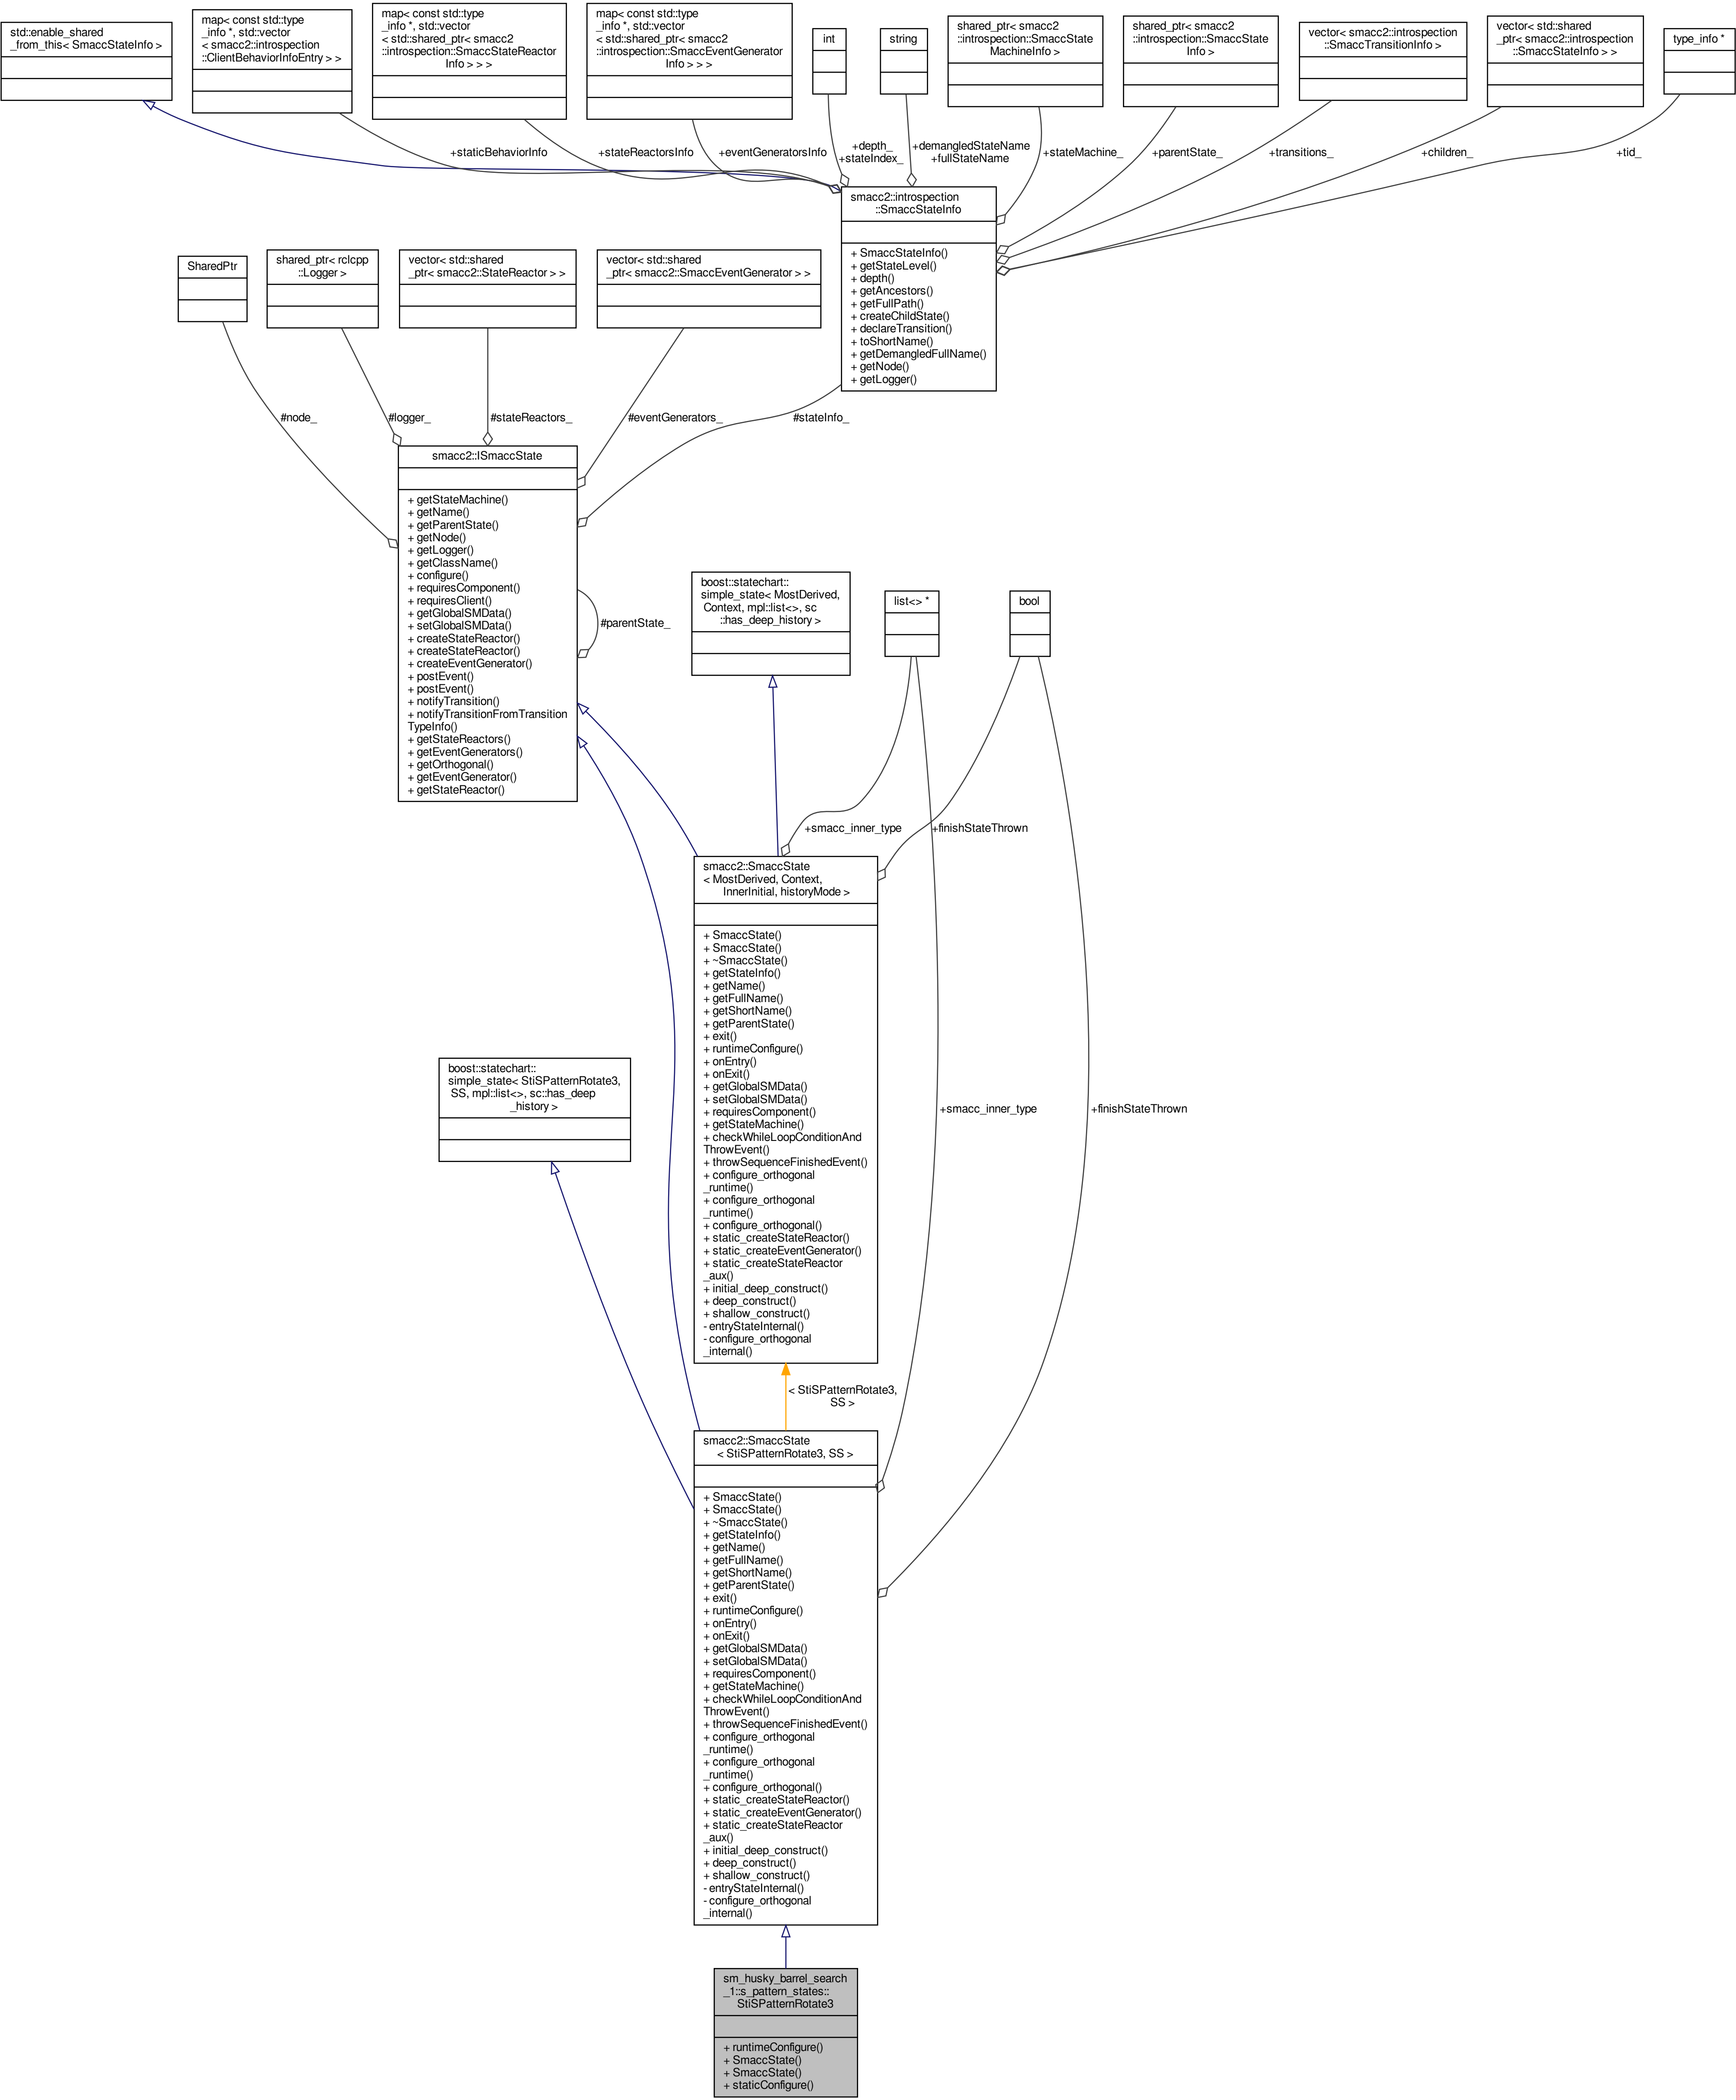 std::enable_shared
_from_this< SmaccStateInfo >
map< const std::type
_info *, std::vector
< smacc2::introspection
::ClientBehaviorInfoEntry > >
map< const std::type
_info *, std::vector
< std::shared_ptr< smacc2
::introspection::SmaccStateReactor
Info > > >
map< const std::type
_info *, std::vector
< std::shared_ptr< smacc2
::introspection::SmaccEventGenerator
Info > > >
int
string
shared_ptr< smacc2
::introspection::SmaccState
MachineInfo >
shared_ptr< smacc2
::introspection::SmaccState
Info >
vector< smacc2::introspection
::SmaccTransitionInfo >
vector< std::shared
_ptr< smacc2::introspection
::SmaccStateInfo > >
type_info *
+staticBehaviorInfo
+stateReactorsInfo
+eventGeneratorsInfo
+depth_
+stateIndex_
+demangledStateName
+fullStateName
+stateMachine_
+parentState_
+transitions_
+children_
+tid_
smacc2::introspection
::SmaccStateInfo
+ SmaccStateInfo()
+ getStateLevel()
+ depth()
+ getAncestors()
+ getFullPath()
+ createChildState()
+ declareTransition()
+ toShortName()
+ getDemangledFullName()
+ getNode()
+ getLogger()
SharedPtr
shared_ptr< rclcpp
::Logger >
vector< std::shared
_ptr< smacc2::StateReactor > >
vector< std::shared
_ptr< smacc2::SmaccEventGenerator > >
#node_
#logger_
#stateReactors_
#eventGenerators_
#stateInfo_
smacc2::ISmaccState
+ getStateMachine()
+ getName()
+ getParentState()
+ getNode()
+ getLogger()
+ getClassName()
+ configure()
+ requiresComponent()
+ requiresClient()
+ getGlobalSMData()
+ setGlobalSMData()
+ createStateReactor()
+ createStateReactor()
+ createEventGenerator()
+ postEvent()
+ postEvent()
+ notifyTransition()
+ notifyTransitionFromTransition
TypeInfo()
+ getStateReactors()
+ getEventGenerators()
+ getOrthogonal()
+ getEventGenerator()
+ getStateReactor()
#parentState_
boost::statechart::
simple_state< MostDerived,
Context, mpl::list<>, sc
::has_deep_history >
list<> *
bool
+smacc_inner_type
+finishStateThrown
smacc2::SmaccState
< MostDerived, Context,
InnerInitial, historyMode >
+ SmaccState()
+ SmaccState()
+ ~SmaccState()
+ getStateInfo()
+ getName()
+ getFullName()
+ getShortName()
+ getParentState()
+ exit()
+ runtimeConfigure()
+ onEntry()
+ onExit()
+ getGlobalSMData()
+ setGlobalSMData()
+ requiresComponent()
+ getStateMachine()
+ checkWhileLoopConditionAnd
ThrowEvent()
+ throwSequenceFinishedEvent()
+ configure_orthogonal
_runtime()
+ configure_orthogonal
_runtime()
+ configure_orthogonal()
+ static_createStateReactor()
+ static_createEventGenerator()
+ static_createStateReactor
_aux()
+ initial_deep_construct()
+ deep_construct()
+ shallow_construct()
- entryStateInternal()
- configure_orthogonal
_internal()
boost::statechart::
simple_state< StiSPatternRotate3,
SS, mpl::list<>, sc::has_deep
_history >
+smacc_inner_type
+finishStateThrown
< StiSPatternRotate3,
SS >
smacc2::SmaccState
< StiSPatternRotate3, SS >
+ SmaccState()
+ SmaccState()
+ ~SmaccState()
+ getStateInfo()
+ getName()
+ getFullName()
+ getShortName()
+ getParentState()
+ exit()
+ runtimeConfigure()
+ onEntry()
+ onExit()
+ getGlobalSMData()
+ setGlobalSMData()
+ requiresComponent()
+ getStateMachine()
+ checkWhileLoopConditionAnd
ThrowEvent()
+ throwSequenceFinishedEvent()
+ configure_orthogonal
_runtime()
+ configure_orthogonal
_runtime()
+ configure_orthogonal()
+ static_createStateReactor()
+ static_createEventGenerator()
+ static_createStateReactor
_aux()
+ initial_deep_construct()
+ deep_construct()
+ shallow_construct()
- entryStateInternal()
- configure_orthogonal
_internal()
sm_husky_barrel_search
_1::s_pattern_states::
StiSPatternRotate3
+ runtimeConfigure()
+ SmaccState()
+ SmaccState()
+ staticConfigure()